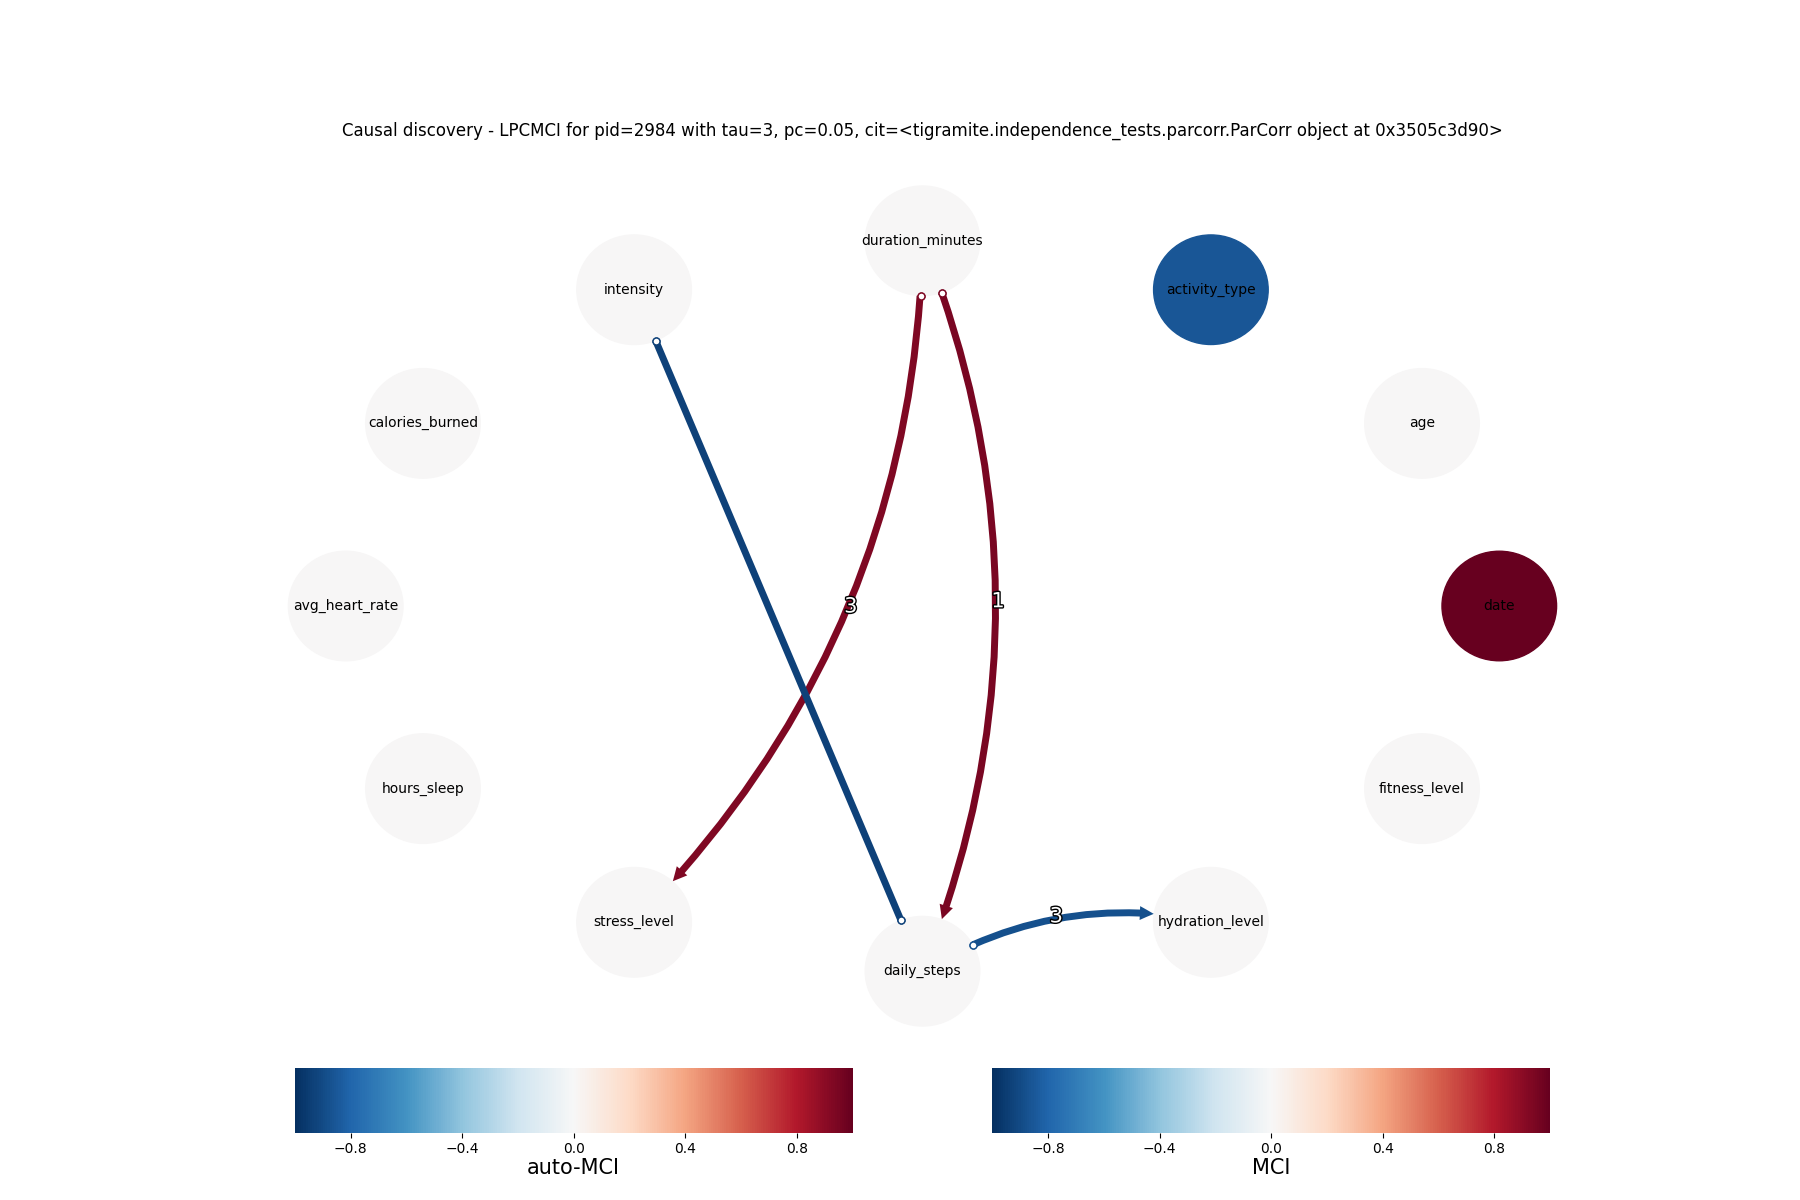 Causal discovery - LPCMCI for pid=2984 with tau=3, pc=0.05, cit=<tigramite.independence_tests.parcorr.ParCorr object at 0x3505c3d90>
duration_minutes
intensity
activity_type
calories_burned
age
avg_heart_rate
3
1
date
hours_sleep
fitness_level
stress_level
3
hydration_level
daily_steps
−0.8 −0.4 0.0 0.4 0.8
auto-MCI
−0.8 −0.4 0.0 0.4 0.8
MCI